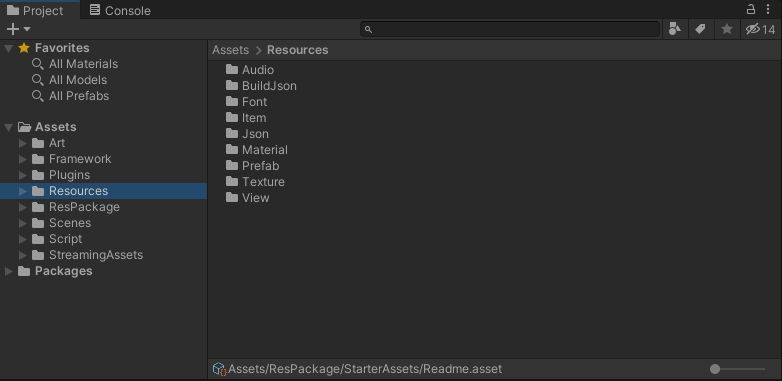 Project
Console
14
Favorites
All Materials
All Models
All Prefabs
Assets
Art
Framework
Plugins
Resources
ResPackage
Scenes
Script
StreamingAssets
Packages
Assets > Resources
Audio
BuildJson
Font
Item
Json
Material
Prefab
Texture
View
Assets/ResPackage/StarterAssets/Readme.asset